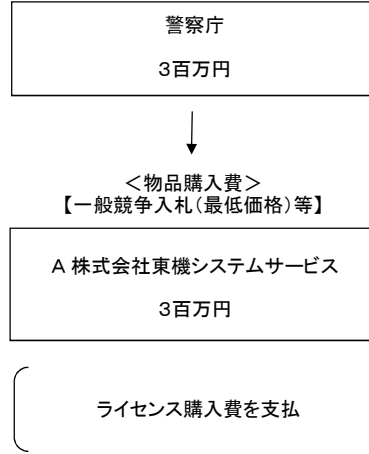 警察庁
3百万円
＜物品購入費＞
【一般競争入札（最低価格）等】
A 株式会社東機システムサービス
3百万円
ライセンス購入費を支払